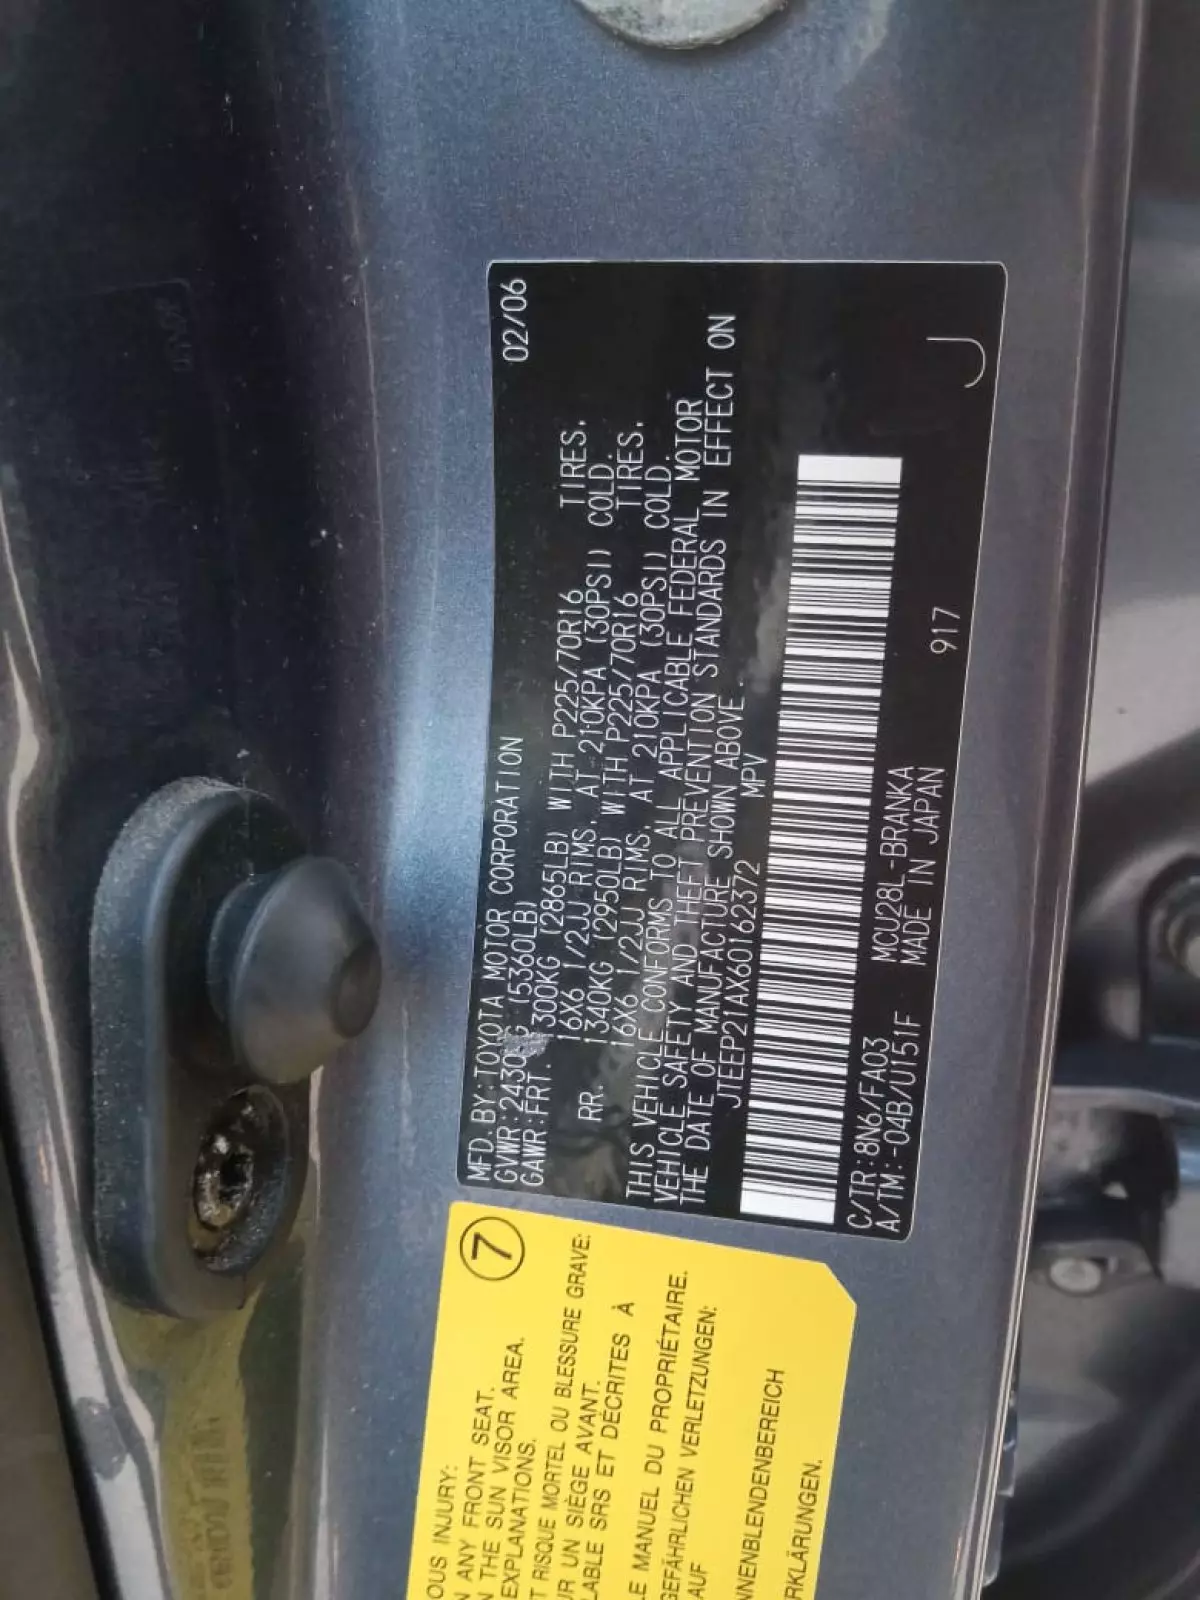 MFD.BY:TOYOTA MOTOR CORPORATION 02/06
GVWR:2430 G (5360LB)
GAWR:FRT. 1300KG (2865LB) WITH P225/70R16 TIRES.
16X6 1/2JJ RIMS, AT 210KPA (30PSI) COLD.
RR. 1340KG (2950LB) WITH P225/70R16 TIRES.
16X6 1/2JJ RIMS, AT 210KPA (30PSI) COLD.
THIS VEHICLE CONFORMS TO ALL APPLICABLE FEDERAL MOTOR
VEHICLE SAFETY AND THEFT PREVENTION STANDARDS IN EFFECT ON
THE DATE OF MANUFACTURE SHOWN ABOVE.
JTEEP21AX60162372 MPV
C/TR:8N6/FA03 MCU28L-BRANKA
A/TM:-04B/U151F MADE IN JAPAN 917
J
7
OUS INJURY:
ANY FRONT SEAT.
THE SUN VISOR AREA.
EXPLANATIONS.
T RISQUE MORTEL OU BLESSURE GRAVE:
UR UN SIÈGE AVANT.
LABLE SRS ET DÉCRITES À
LE MANUEL DU PROPRIÉTAIRE.
GEFÄHRLICHEN VERLETZUNGEN:
AUF
NNENBLENDENBEREICH
RKLÄRUNGEN.